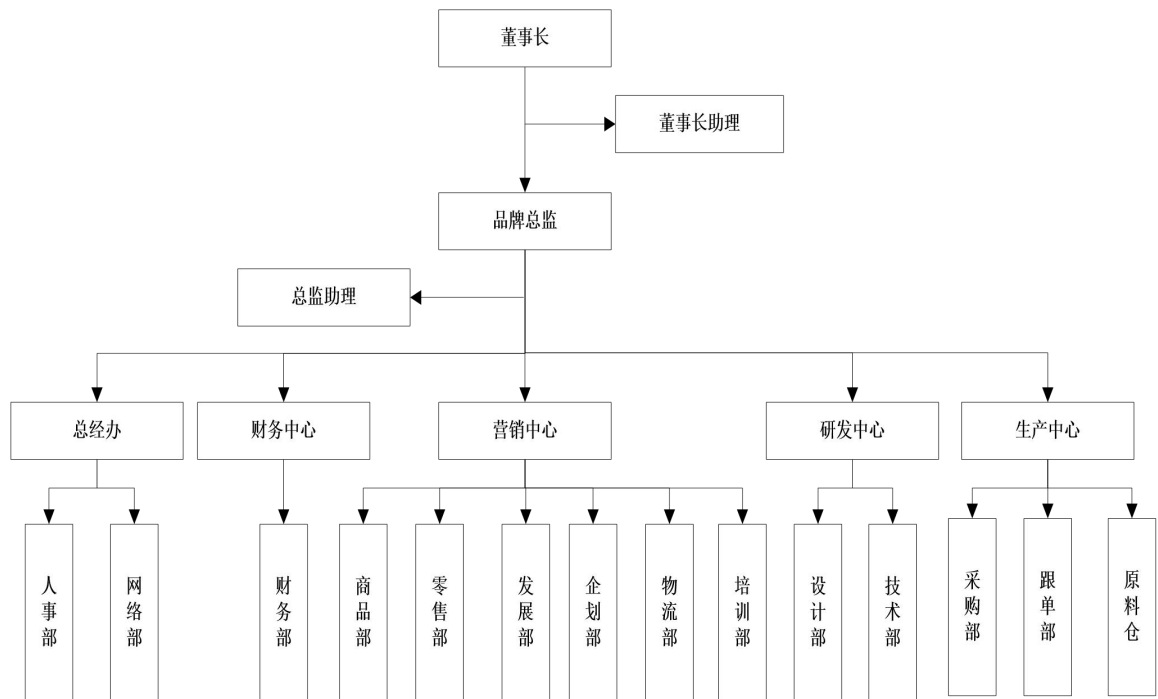 董事长
董事长助理
品牌总监
总监助理
总经办
财务中心
营销中心
研发中心
生产中心
人事部
网络部
财务部
商品部
零售部
发展部
企划部
物流部
培训部
设计部
技术部
采购部
跟单部
原料仓